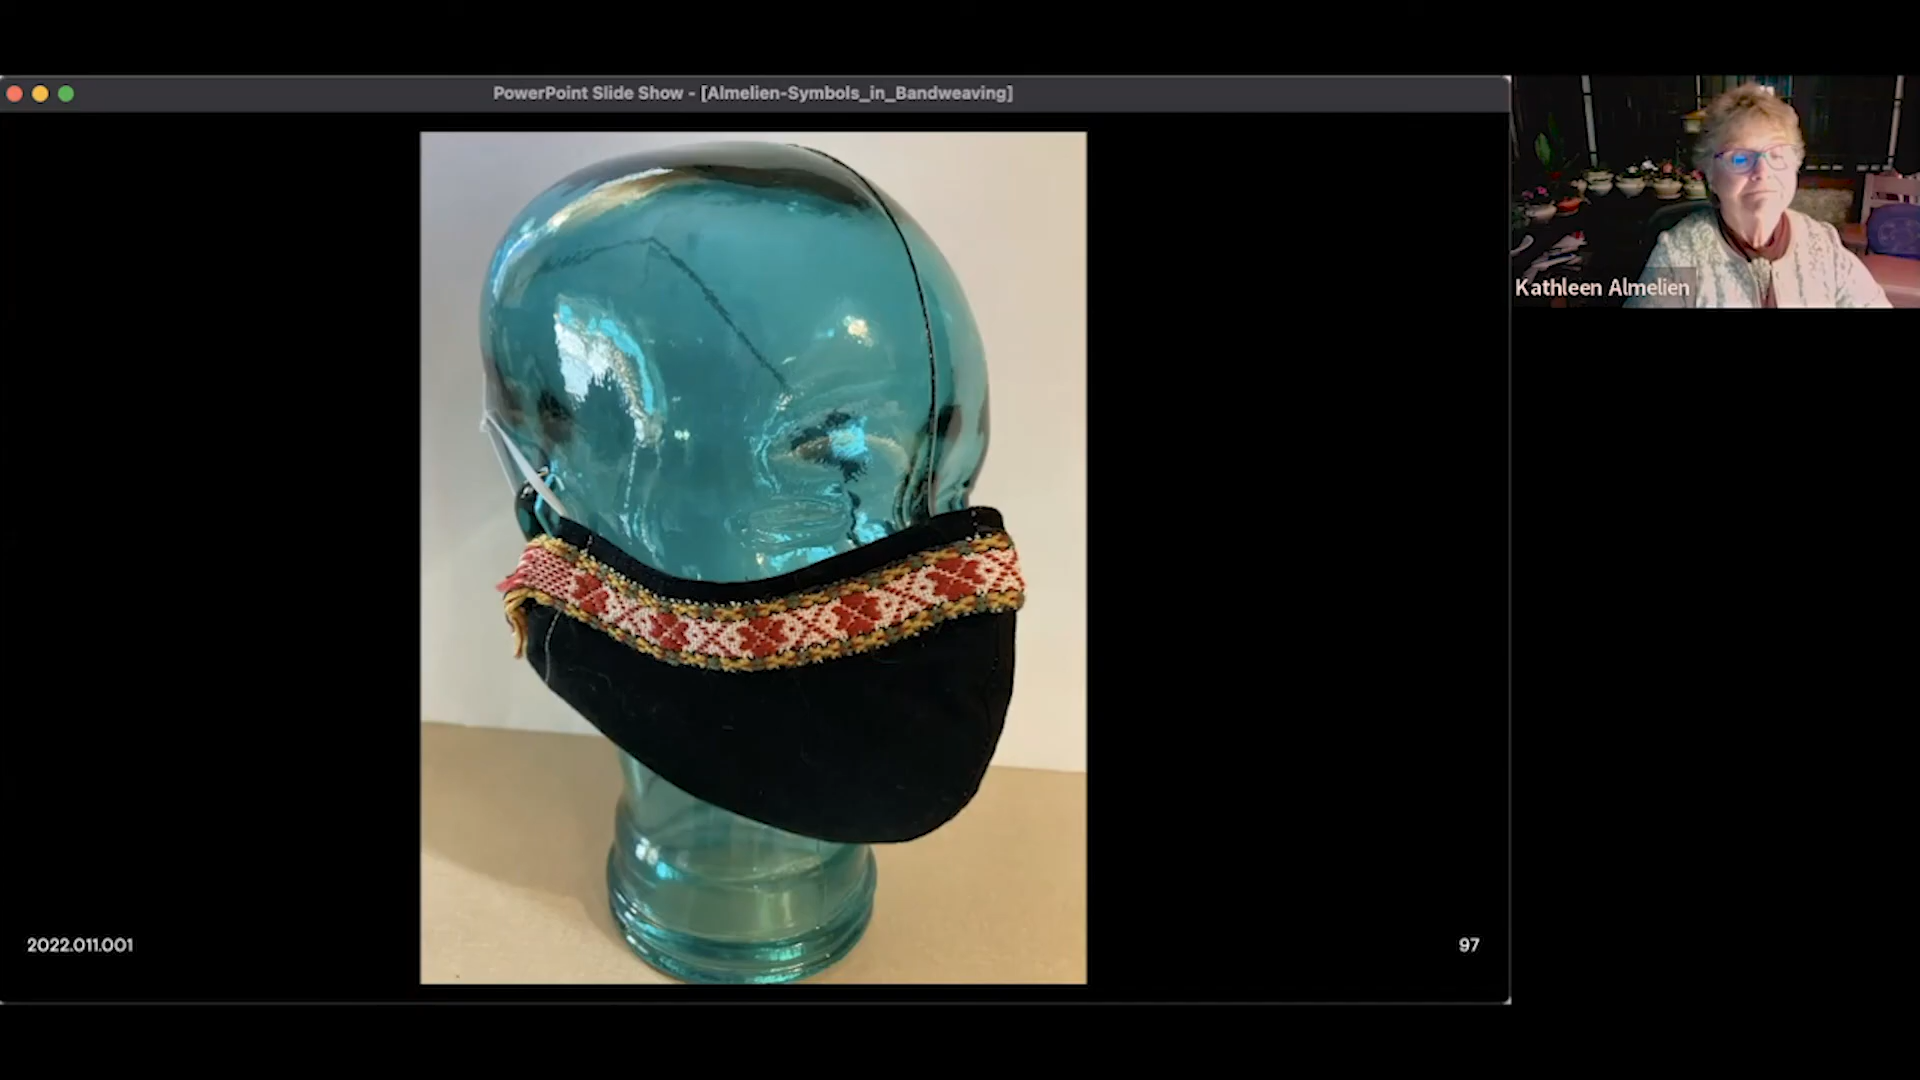 PowerPoint Slide Show - [Almelien-Symbols_in_Bandweaving]
Kathleen Almelien
2022.011.001
97